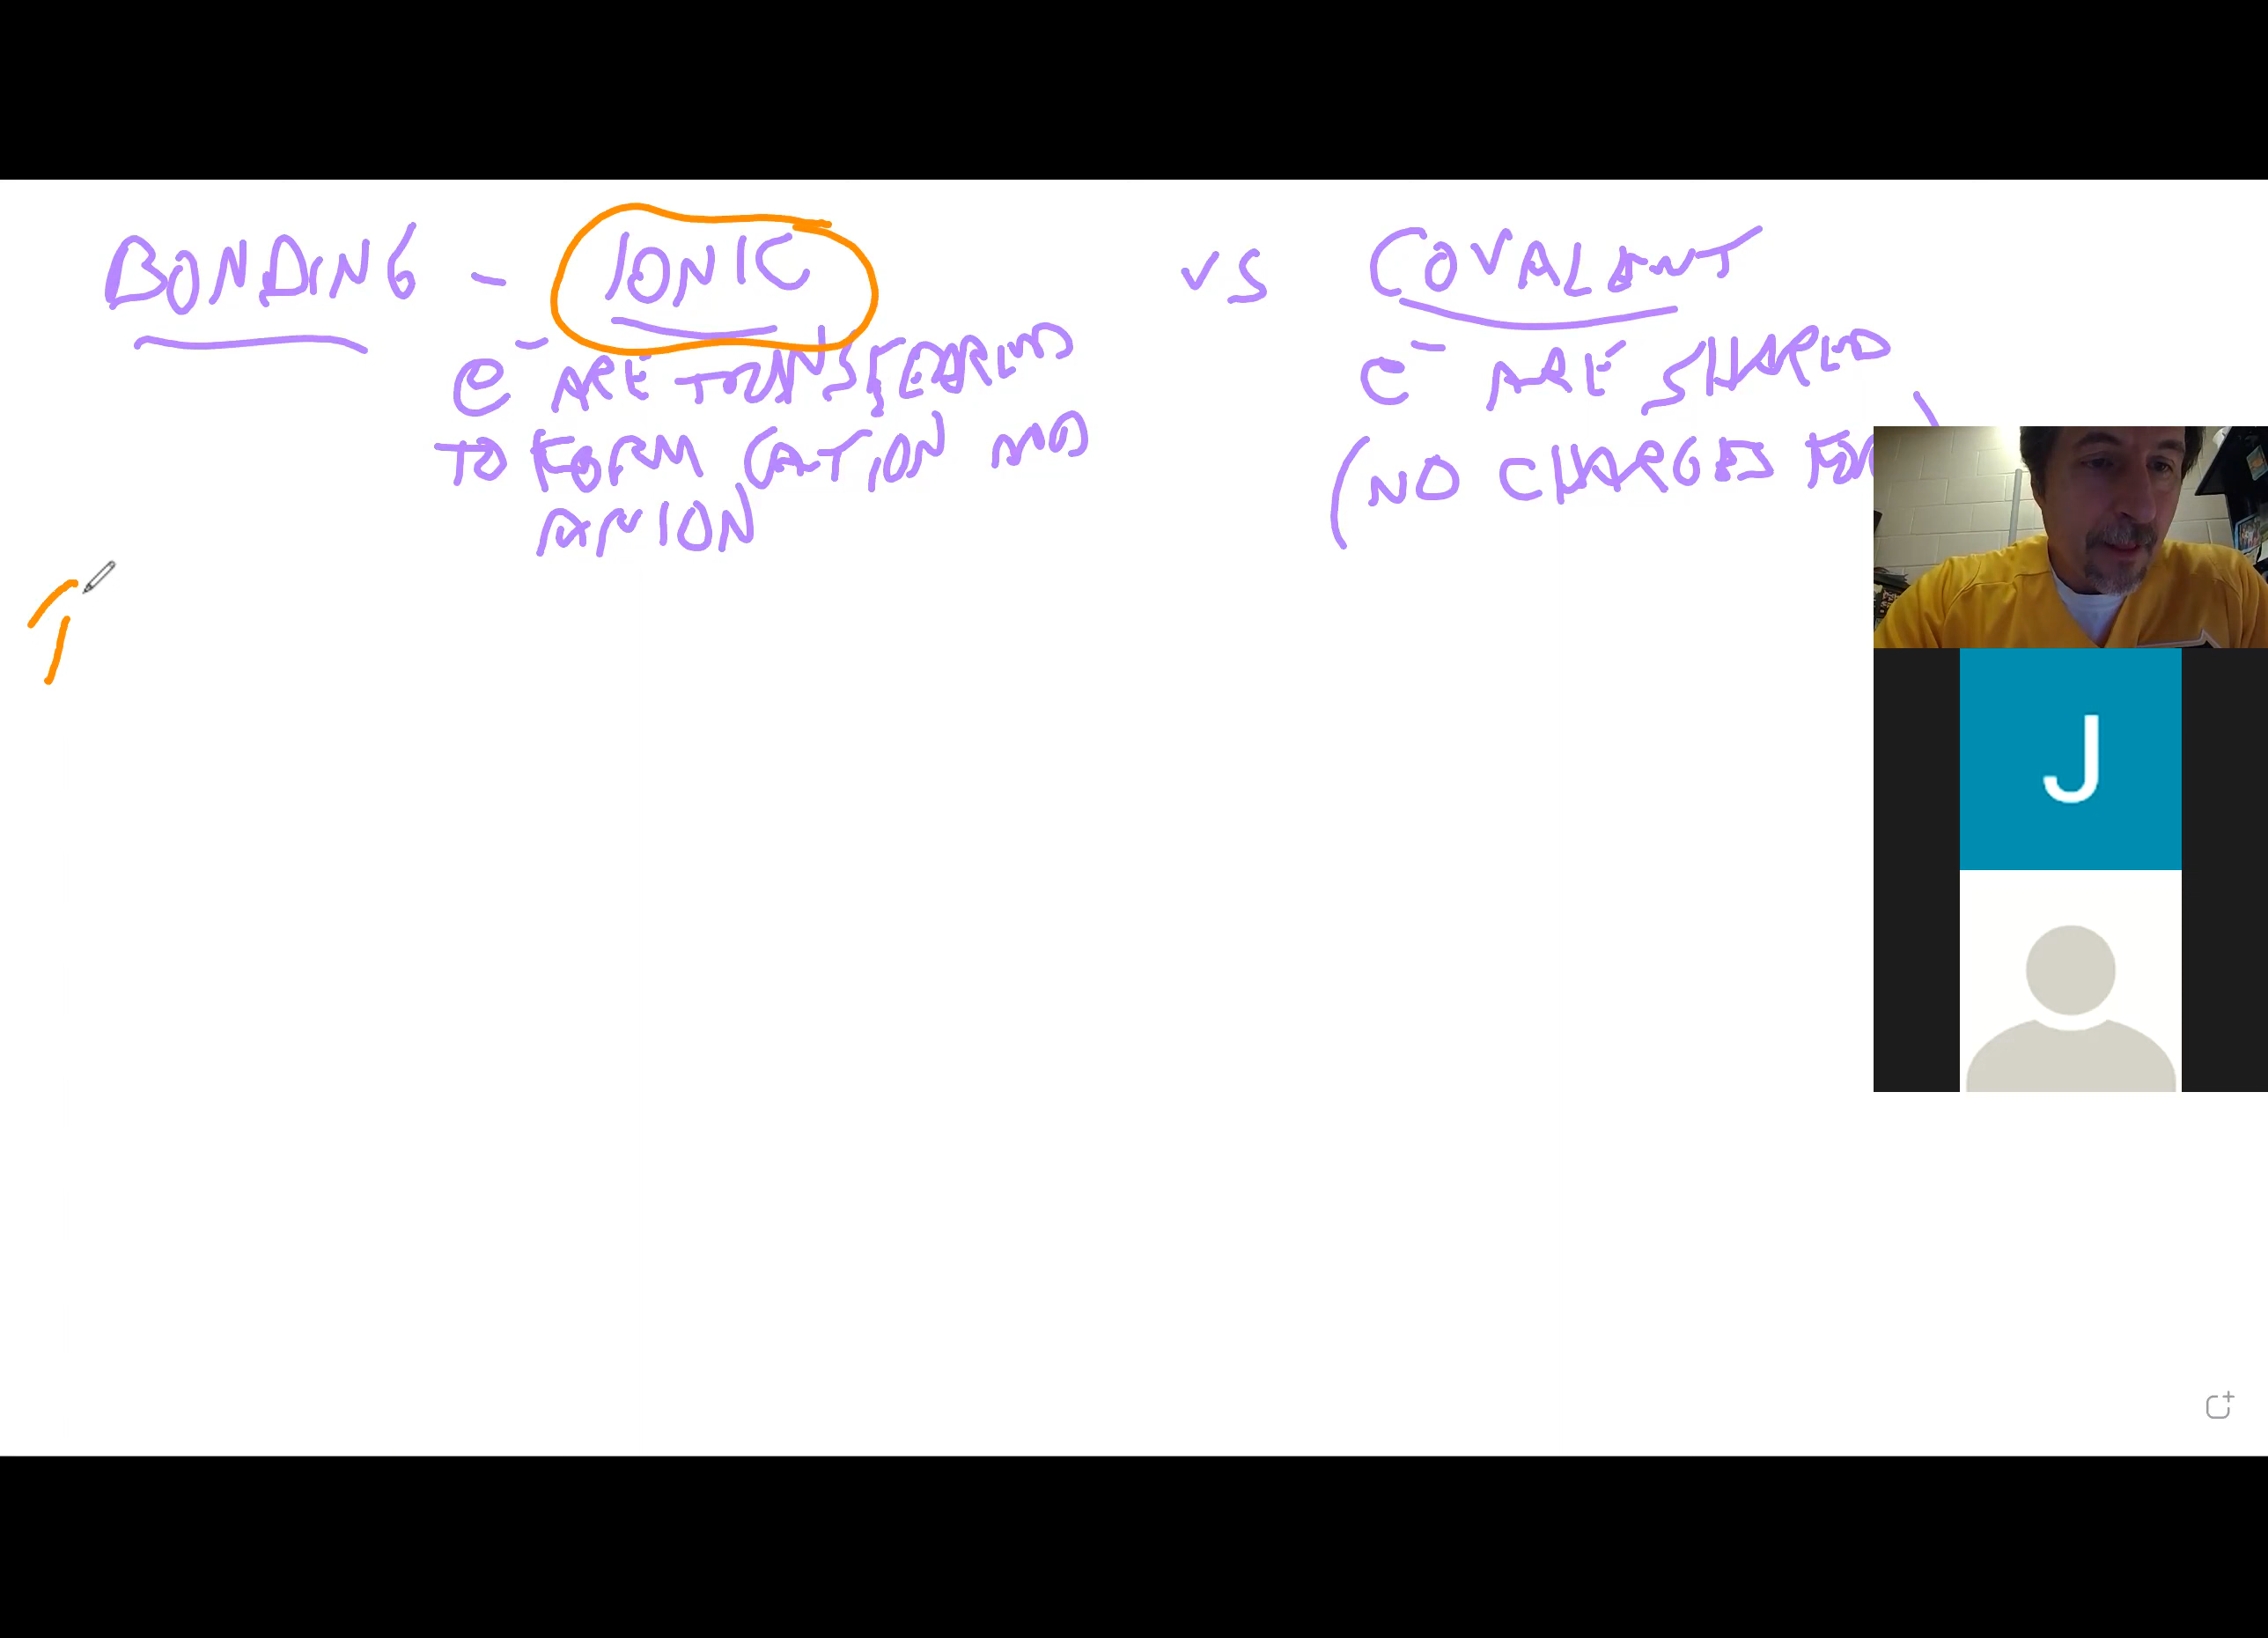 BONDING - IONIC vs COVALENT
e⁻ ARE TRANSFERRED e⁻ ARE SHARED
TO FORM CATION AND (NO CHARGES
ANION
T
J